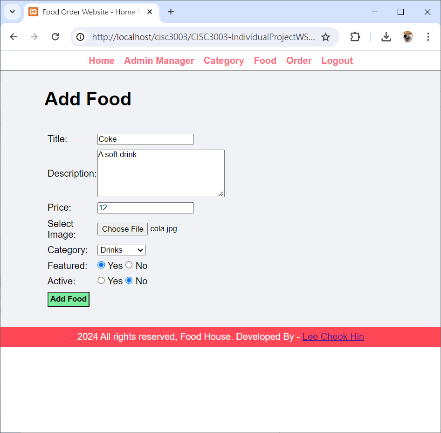 Food Order Website - Home
http://localhost/cisc3003/CISC3003-IndividualProjectWS...
Home Admin Manager Category Food Order Logout
Add Food
Title: Coke
Description: A soft drink
Price: 12
Select Image: Choose File cola.jpg
Category: Drinks
Featured: Yes No
Active: Yes No
Add Food
2024 All rights reserved, Food House. Developed By - Lee Cheok Hin